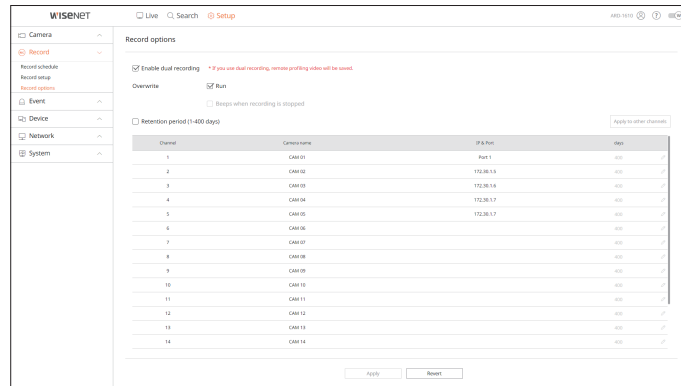 WISENET Live Search Setup ARD-1610
Camera
Record
Record schedule
Record setup
Record options
Event
Device
Network
System
Record options
Enable dual recording * If you use dual recording, remote profiling video will be saved.
Overwrite Run
Beeps when recording is stopped
Retention period (1-400 days) Apply to other channels
Channel Camera name IP & Port days
1 CAM 01 Port 1 400
2 CAM 02 172.30.1.5 400
3 CAM 03 172.30.1.6 400
4 CAM 04 172.30.1.7 400
5 CAM 05 172.30.1.7 400
6 CAM 06 400
7 CAM 07 400
8 CAM 08 400
9 CAM 09 400
10 CAM 10 400
11 CAM 11 400
12 CAM 12 400
13 CAM 13 400
14 CAM 14 400
Apply Revert